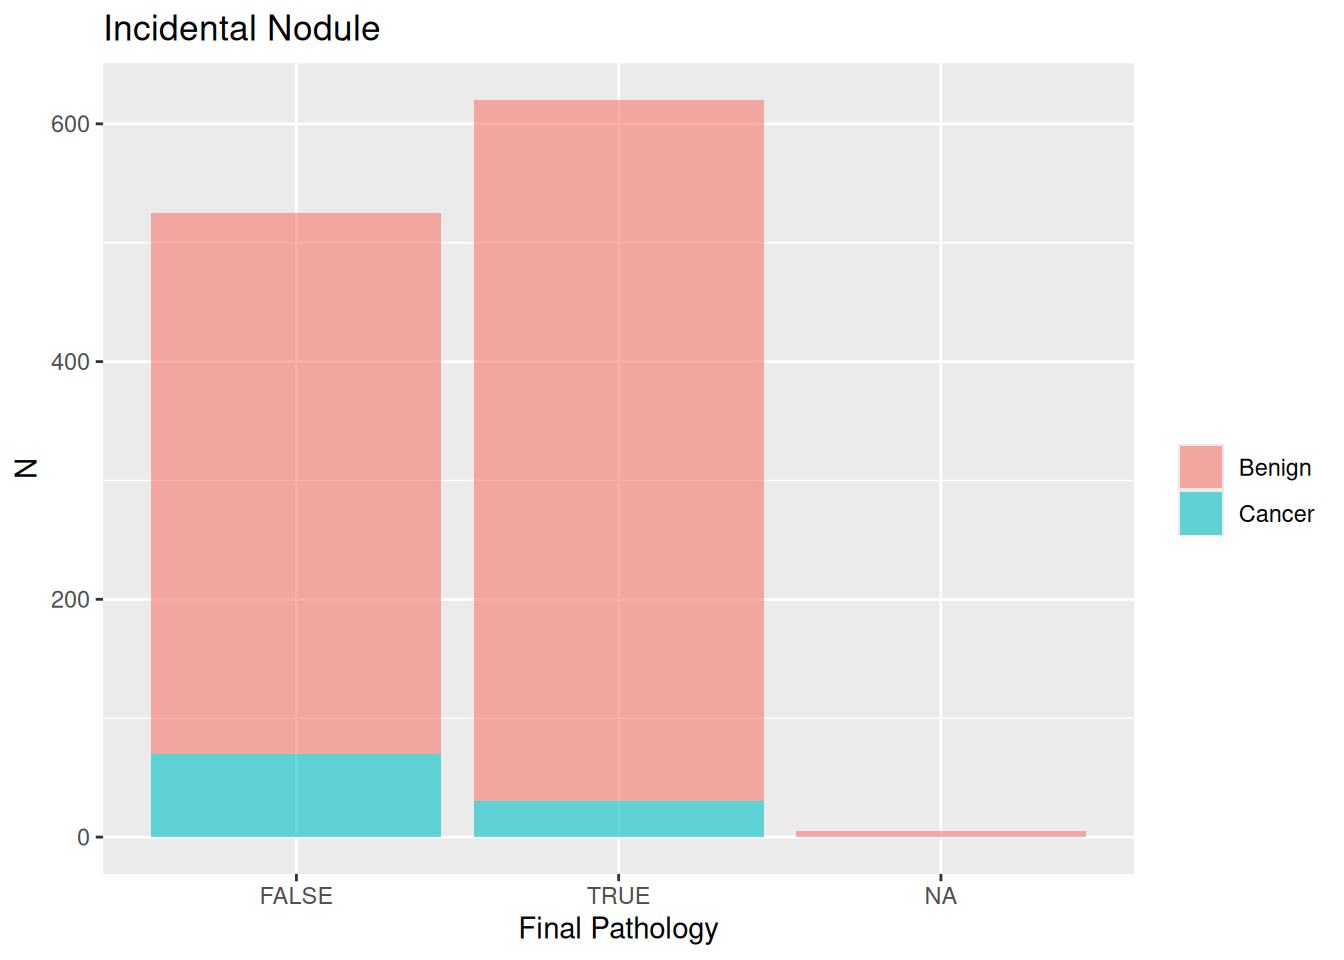 Incidental Nodule
600
400
200
0
N
FALSE
TRUE
NA
Final Pathology
Benign
Cancer